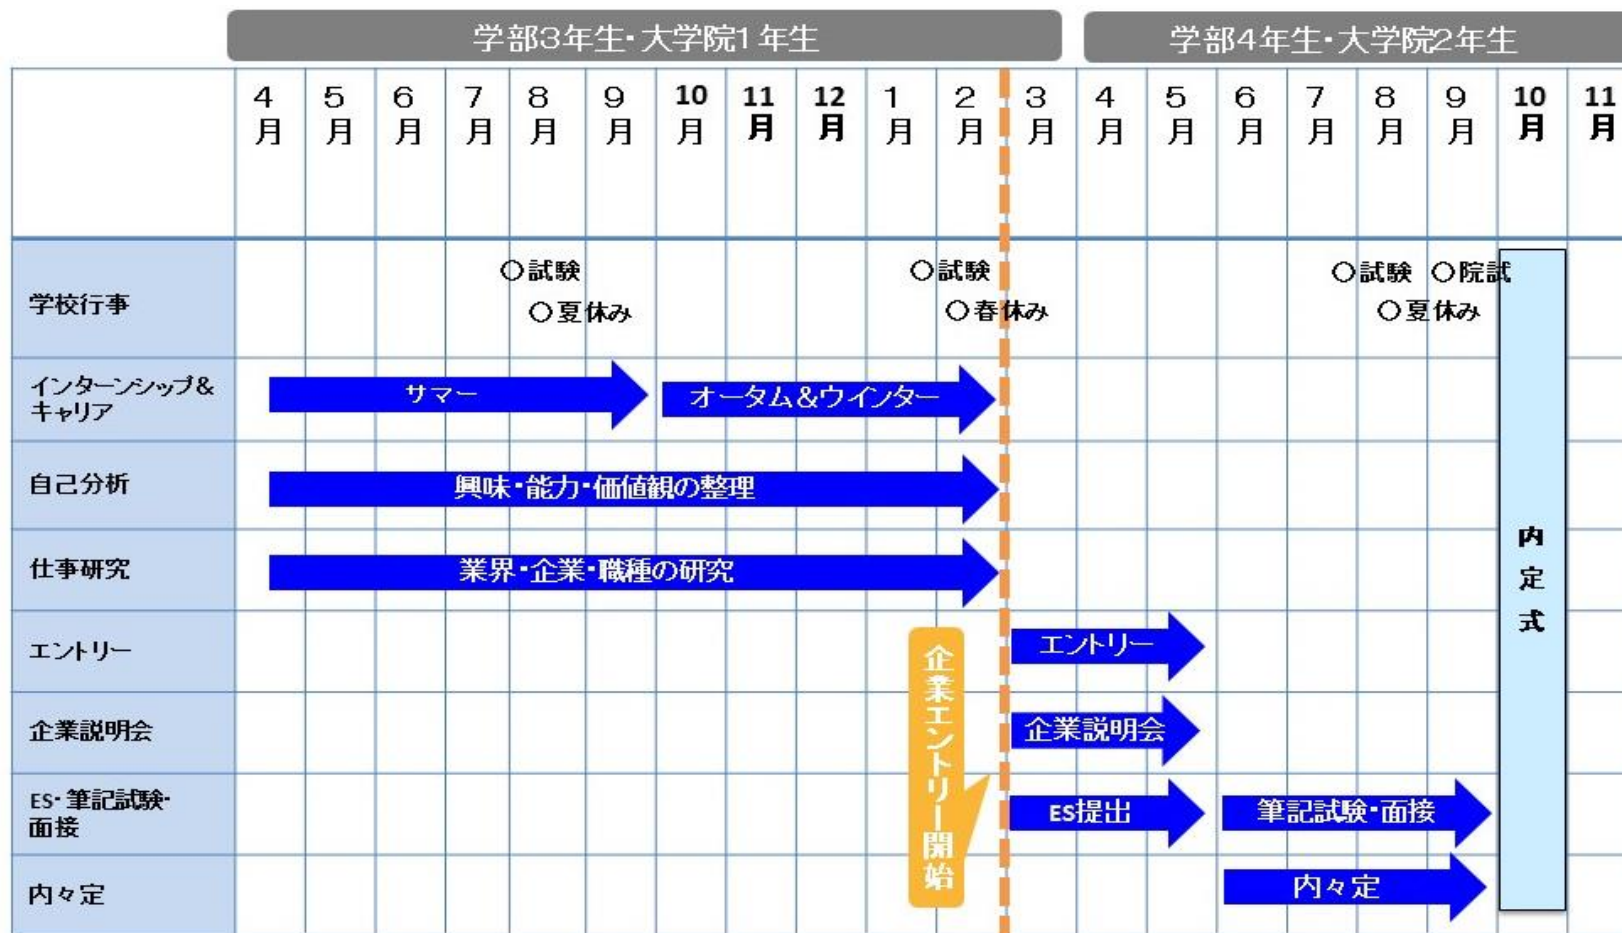 学部3年生・大学院1年生
学部4年生・大学院2年生
4月 5月 6月 7月 8月 9月 10月 11月 12月 1月 2月 3月 4月 5月 6月 7月 8月 9月 10月 11月
学校行事
○試験 ○試験 ○試験 ○院試
○夏休み ○春休み ○夏休み
インターンシップ&
キャリア
サマー
オータム&ウインター
自己分析
興味・能力・価値観の整理
仕事研究
業界・企業・職種の研究
エントリー
エントリー
企業説明会
企業説明会
ES・筆記試験・
面接
ES提出
筆記試験・面接
内々定
内々定
企業エントリー開始
内定式